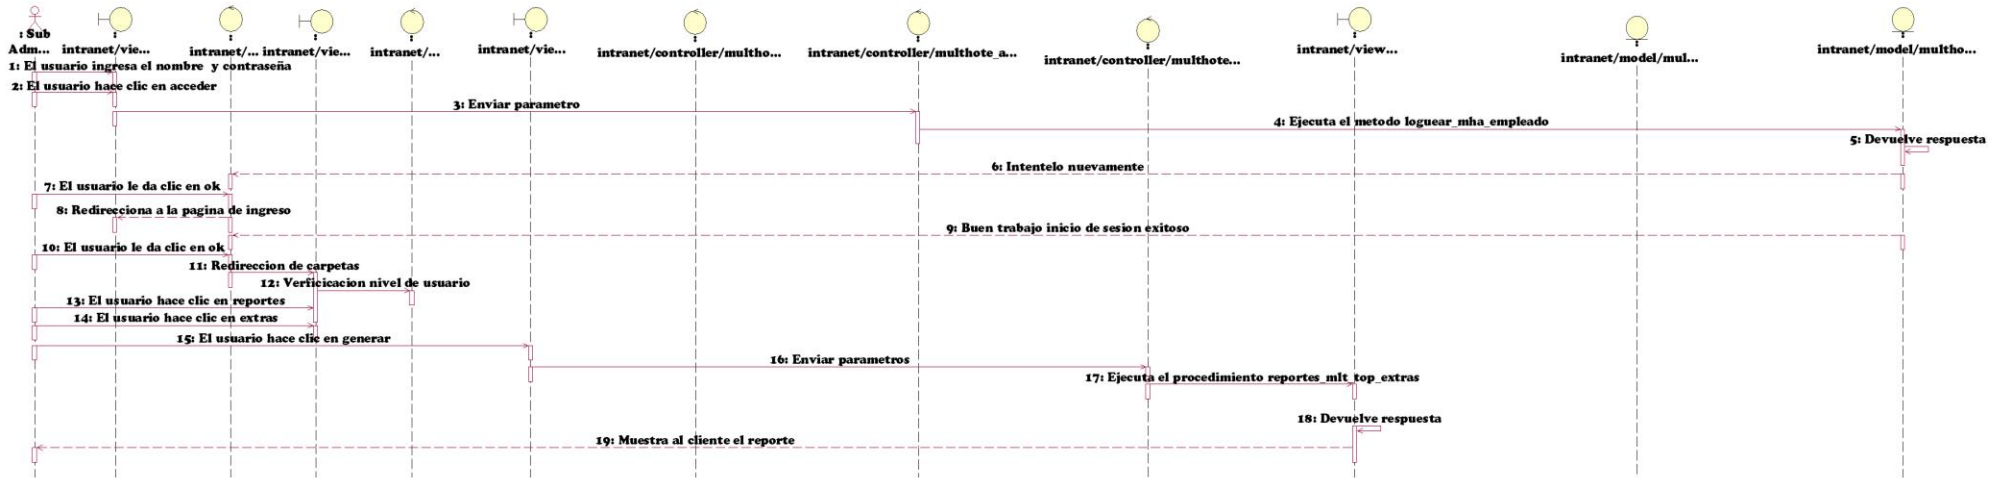 : Sub
Adm...
:
intranet/vie...
:
intranet/...
:
intranet/vie...
:
intranet/...
:
intranet/vie...
:
intranet/controller/multho...
:
intranet/controller/multhote_a...
:
intranet/controller/multhote...
:
intranet/view...
:
intranet/model/mul...
:
intranet/model/multho...
1: El usuario ingresa el nombre y contraseña
2: El usuario hace clic en acceder
3: Enviar parametro
4: Ejecuta el metodo loguear_mha_empleado
5: Devuelve respuesta
6: Intentelo nuevamente
7: El usuario le da clic en ok
8: Redirecciona a la pagina de ingreso
9: Buen trabajo inicio de sesion exitoso
10: El usuario le da clic en ok
11: Redireccion de carpetas
12: Verficicacion nivel de usuario
13: El usuario hace clic en reportes
14: El usuario hace clic en extras
15: El usuario hace clic en generar
16: Enviar parametros
17: Ejecuta el procedimiento reportes_mlt_top_extras
18: Devuelve respuesta
19: Muestra al cliente el reporte